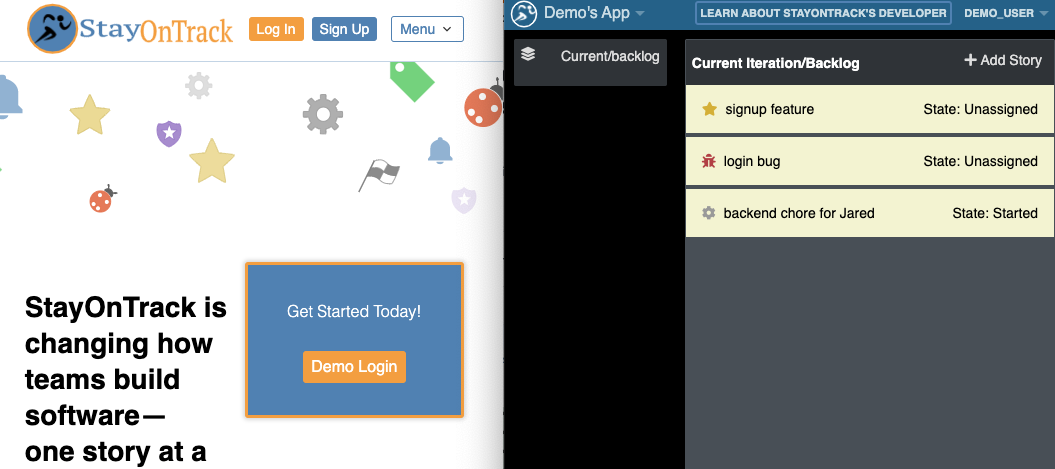 StayOnTrack
Log In
Sign Up
Menu
StayOnTrack is
changing how
teams build
software—
one story at a
Get Started Today!
Demo Login
Demo's App
LEARN ABOUT STAYONTRACK'S DEVELOPER
DEMO_USER
Current/backlog
Current Iteration/Backlog
Add Story
signup feature
State: Unassigned
login bug
State: Unassigned
backend chore for Jared
State: Started